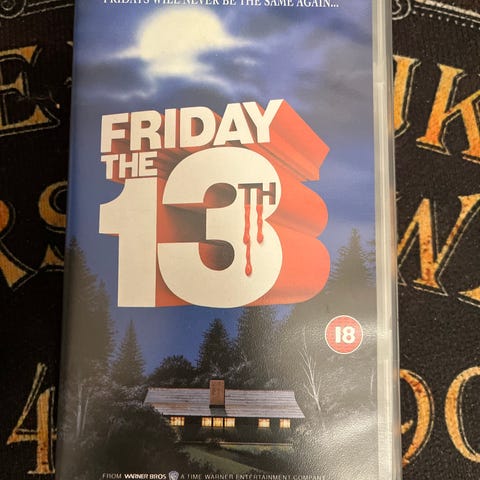 FRIDAYS WILL NEVER BE THE SAME AGAIN...
FRIDAY
THE
13TH
18
FROM WARNER BROS A TIME WARNER ENTERTAINMENT COMPANY